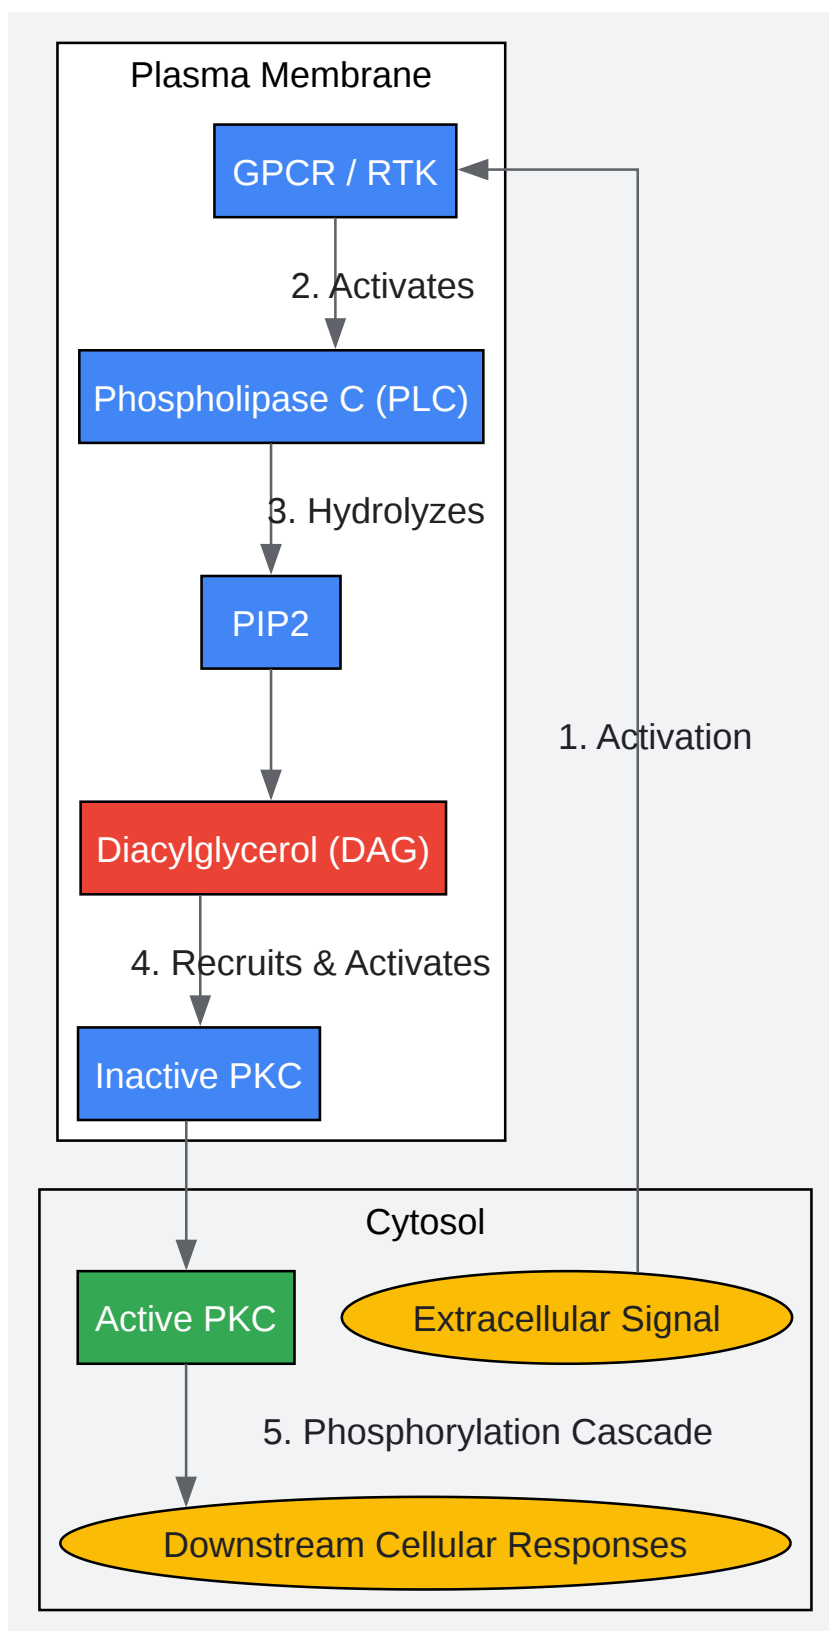 Plasma Membrane
GPCR / RTK
2. Activates
Phospholipase C (PLC)
3. Hydrolyzes
PIP2
1. Activation
Diacylglycerol (DAG)
4. Recruits & Activates
Inactive PKC
Cytosol
Active PKC
Extracellular Signal
5. Phosphorylation Cascade
Downstream Cellular Responses